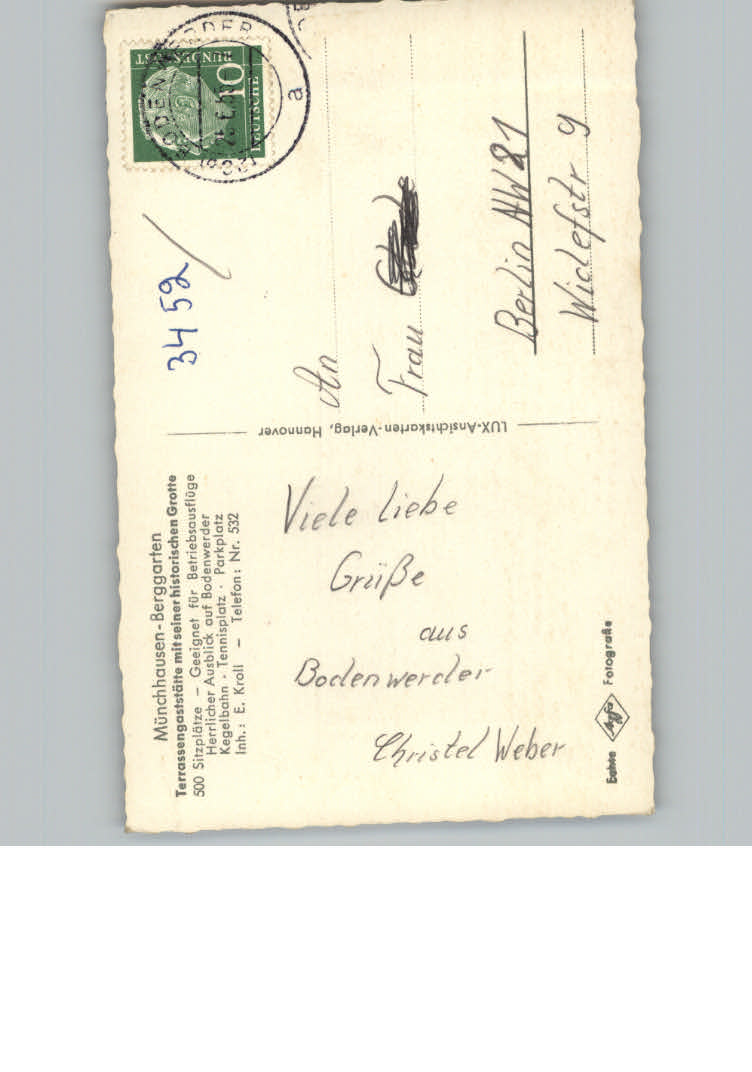 Münchhausen-Berggarten
Terrassengaststätte mit seiner historischen Grotte
500 Sitzplätze – Geeignet für Betriebsausflüge
Herrlicher Ausblick auf Bodenwerder
Kegelbahn · Tennisplatz · Parkplatz
Inh.: E. Kroll – Telefon: Nr. 532
Viele liebe
Grüße
aus
Bodenwerder
Christel Weber
Echte Agfa Fotografie
LUX-Ansichtskarten-Verlag, Hannover
3452
DEUTSCHE
BUNDESPOST
10
BODENWERDER
a
An
Frau
Berlin NW 21
Wiclefstr 9